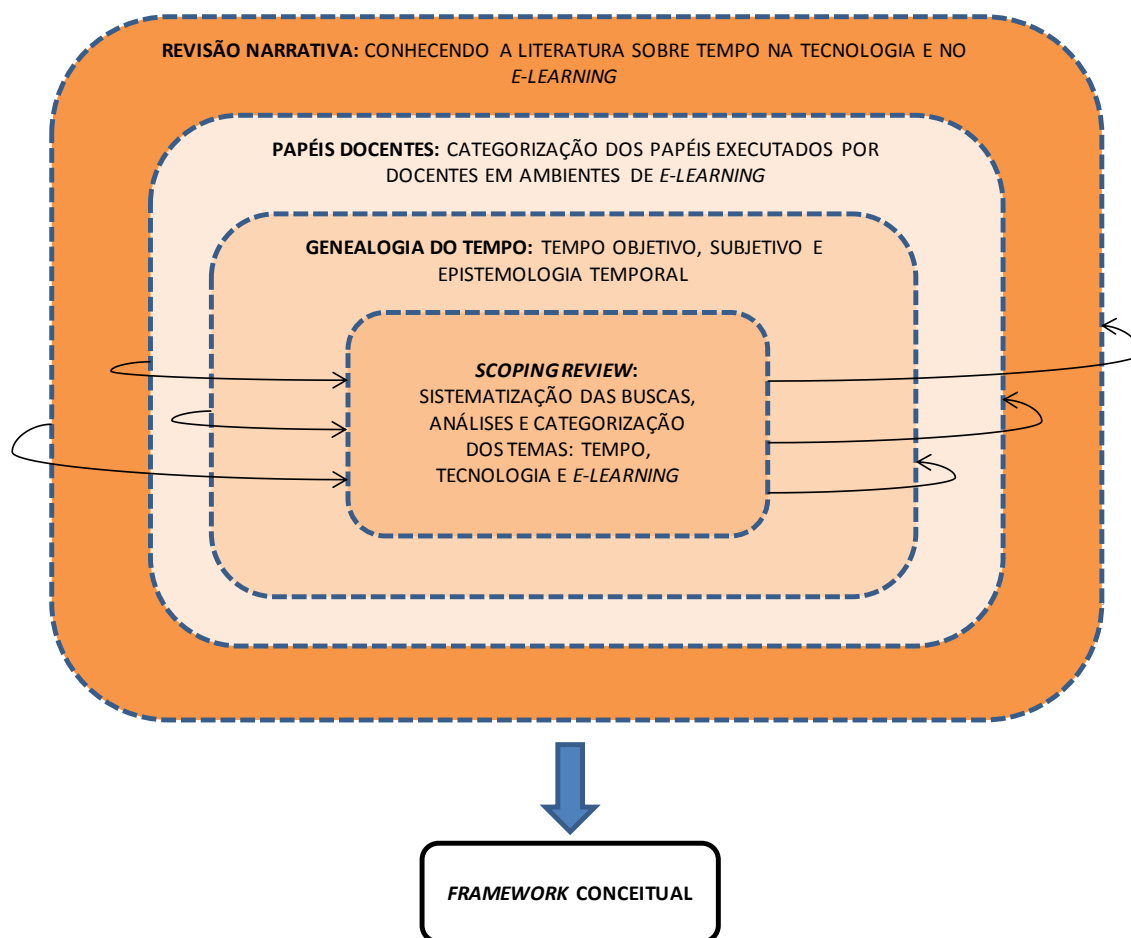 REVISÃO NARRATIVA: CONHECENDO A LITERATURA SOBRE TEMPO NA TECNOLOGIA E NO
E-LEARNING
PAPÉIS DOCENTES: CATEGORIZAÇÃO DOS PAPÉIS EXECUTADOS POR
DOCENTES EM AMBIENTES DE E-LEARNING
GENEALOGIA DO TEMPO: TEMPO OBJETIVO, SUBJETIVO E
EPISTEMOLOGIA TEMPORAL
SCOPING REVIEW:
SISTEMATIZAÇÃO DAS BUSCAS,
ANÁLISES E CATEGORIZAÇÃO
DOS TEMAS: TEMPO,
TECNOLOGIA E E-LEARNING
FRAMEWORK CONCEITUAL